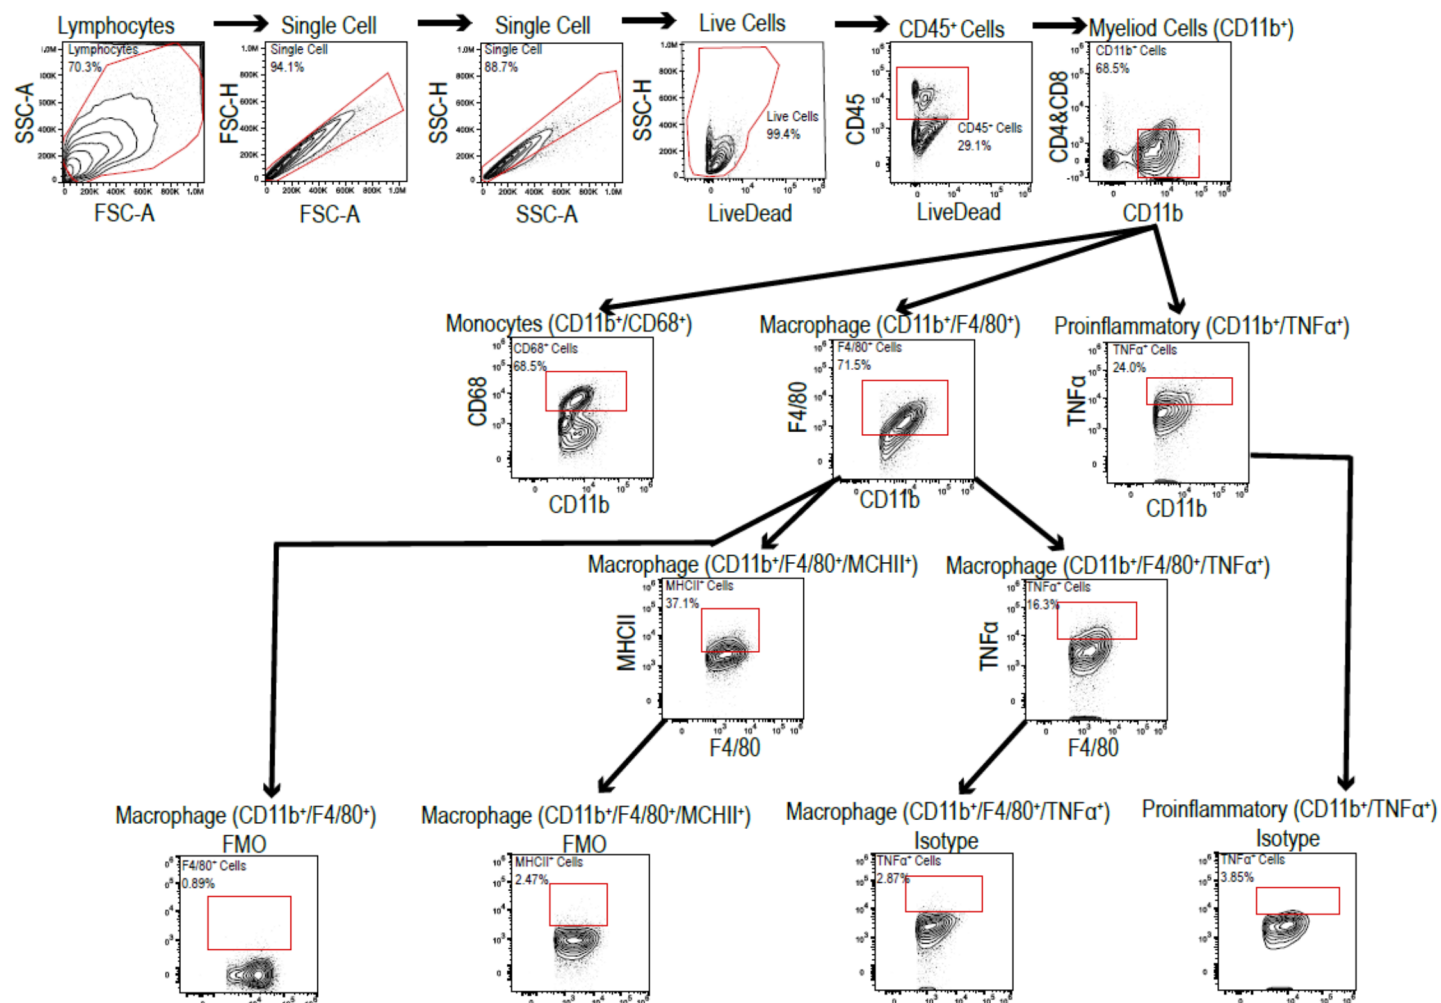 Lymphocytes
Single Cell
Single Cell
Live Cells
CD45⁺ Cells
Myeliod Cells (CD11b⁺)
Lymphocytes
70.3%
SSC-A
FSC-A
Single Cell
94.1%
FSC-H
FSC-A
Single Cell
88.7%
SSC-H
SSC-A
Live Cells
99.4%
SSC-H
LiveDead
CD45⁺ Cells
29.1%
CD45
LiveDead
CD11b⁺ Cells
68.5%
CD4&CD8
CD11b
Monocytes (CD11b⁺/CD68⁺)
CD68⁺ Cells
68.5%
CD68
CD11b
Macrophage (CD11b⁺/F4/80⁺)
F4/80⁺ Cells
71.5%
F4/80
CD11b
Proinflammatory (CD11b⁺/TNFα⁺)
TNFα⁺ Cells
24.0%
TNFα
CD11b
Macrophage (CD11b⁺/F4/80⁺/MCHII⁺)
MHCII⁺ Cells
37.1%
MHCII
F4/80
Macrophage (CD11b⁺/F4/80⁺/TNFα⁺)
TNFα⁺ Cells
16.3%
TNFα
F4/80
Macrophage (CD11b⁺/F4/80⁺)
FMO
F4/80⁺ Cells
0.89%
Macrophage (CD11b⁺/F4/80⁺/MCHII⁺)
FMO
MHCII⁺ Cells
2.47%
Macrophage (CD11b⁺/F4/80⁺/TNFα⁺)
Isotype
TNFα⁺ Cells
2.87%
Proinflammatory (CD11b⁺/TNFα⁺)
Isotype
TNFα⁺ Cells
3.85%